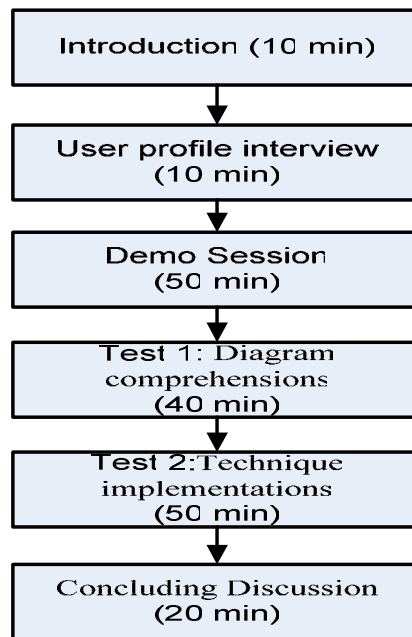 Introduction (10 min)
User profile interview
(10 min)
Demo Session
(50 min)
Test 1: Diagram
comprehensions
(40 min)
Test 2:Technique
implementations
(50 min)
Concluding Discussion
(20 min)